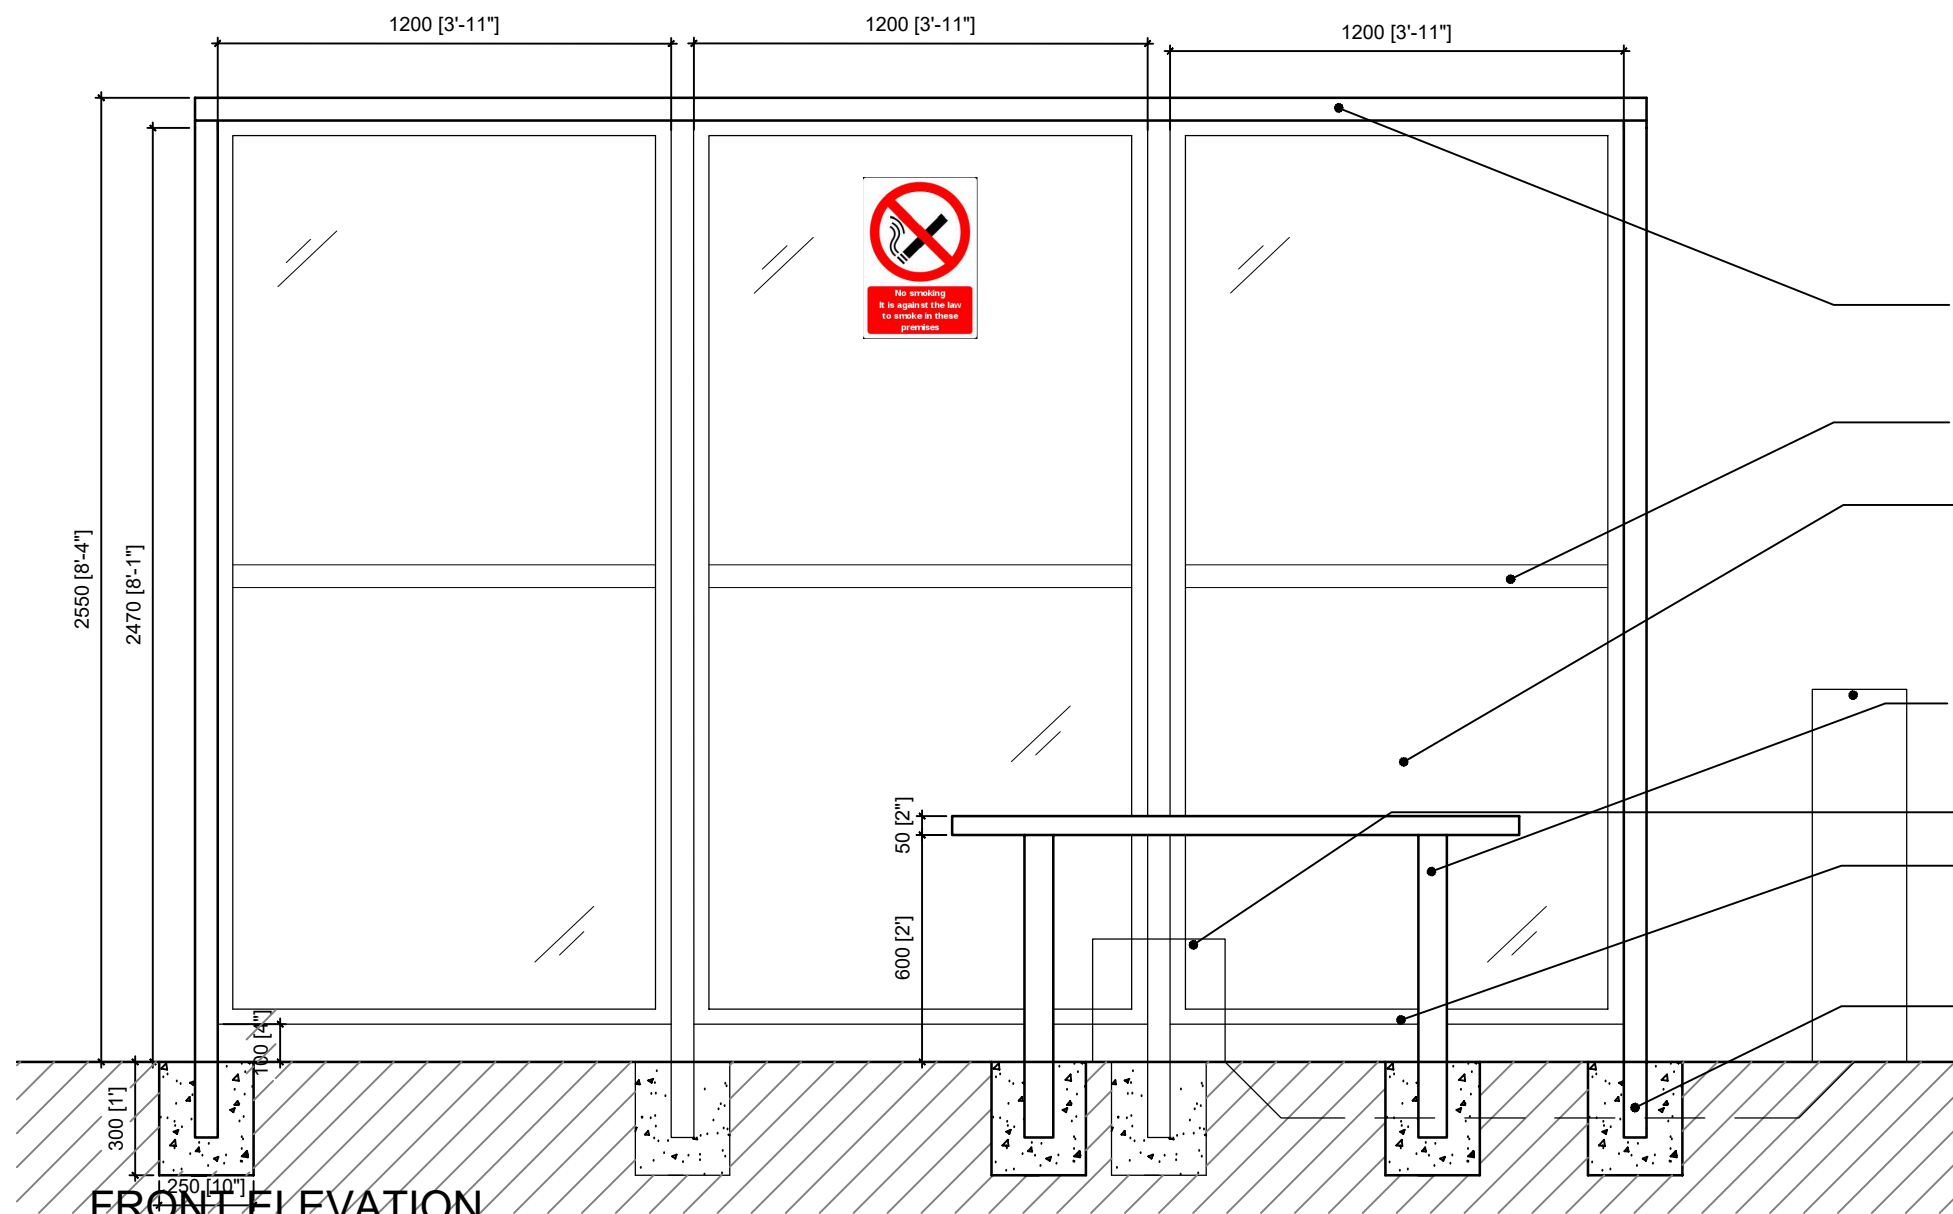 1200 [3'-11"]
1200 [3'-11"]
1200 [3'-11"]
No smoking
It is against the law
to smoke in these
premises
2550 [8'-4"]
2470 [8'-1"]
50 [2"]
600 [2']
100 [4"]
300 [1"]
250 [10"]
FRONT ELEVATION